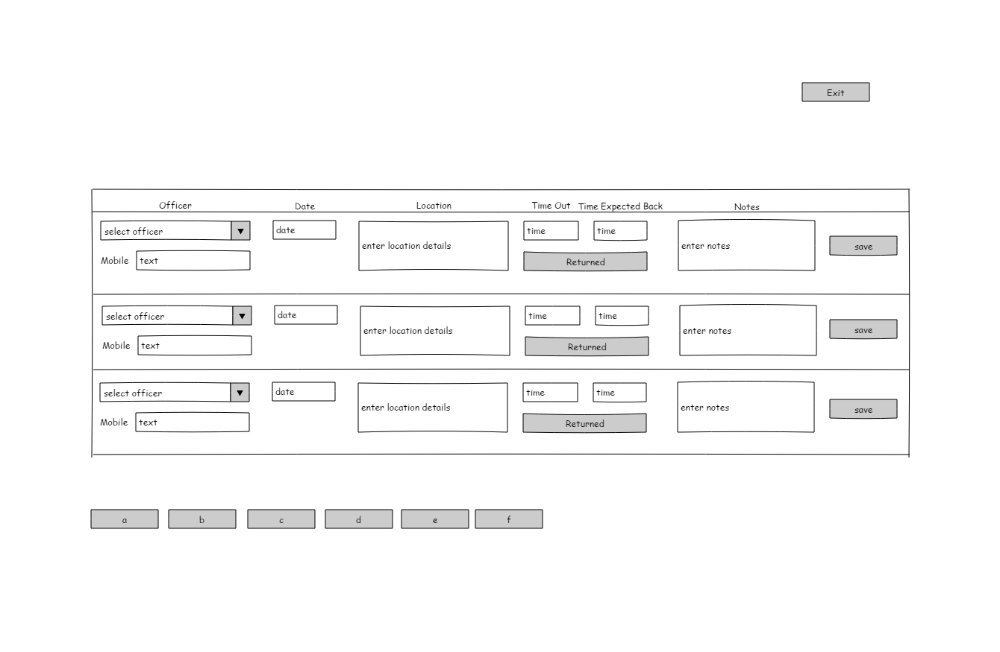 Exit
Officer Date Location Time Out Time Expected Back Notes
select officer ▼ date enter location details time time enter notes save
Mobile text Returned
select officer ▼ date enter location details time time enter notes save
Mobile text Returned
select officer ▼ date enter location details time time enter notes save
Mobile text Returned
a b c d e f